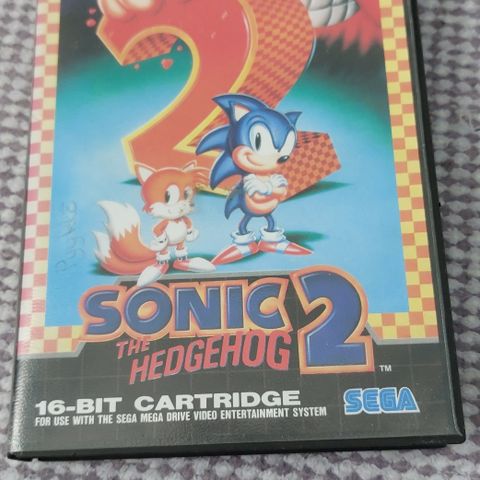 2
SONIC
THE
HEDGEHOG 2
TM
16-BIT CARTRIDGE
SEGA
FOR USE WITH THE SEGA MEGA DRIVE VIDEO ENTERTAINMENT SYSTEM